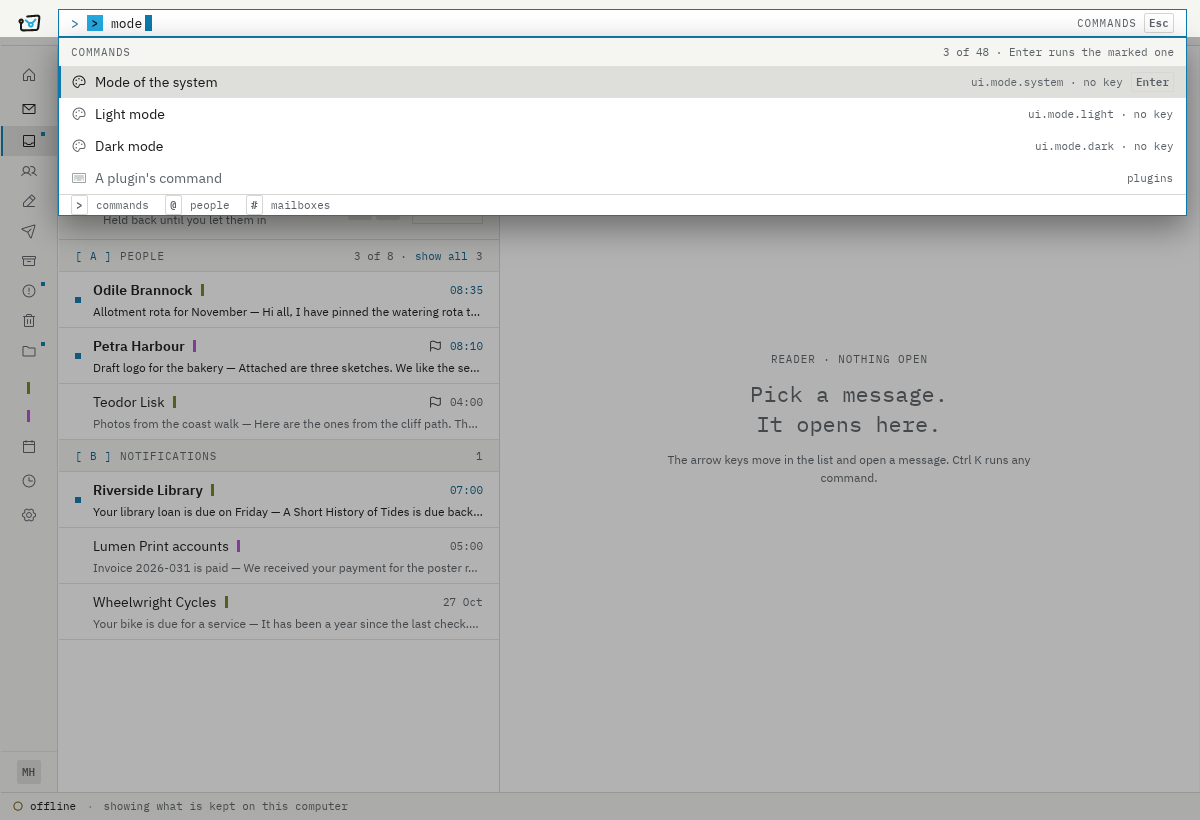 > > mode COMMANDS Esc
COMMANDS 3 of 48 · Enter runs the marked one
Mode of the system ui.mode.system · no key Enter
Light mode ui.mode.light · no key
Dark mode ui.mode.dark · no key
A plugin's command plugins
> commands @ people # mailboxes
Held back until you let them in
[ A ] PEOPLE 3 of 8 · show all 3
Odile Brannock 08:35
Allotment rota for November — Hi all, I have pinned the watering rota t…
Petra Harbour 08:10
Draft logo for the bakery — Attached are three sketches. We like the se…
Teodor Lisk 04:00
Photos from the coast walk — Here are the ones from the cliff path. Th…
[ B ] NOTIFICATIONS 1
Riverside Library 07:00
Your library loan is due on Friday — A Short History of Tides is due back…
Lumen Print accounts 05:00
Invoice 2026-031 is paid — We received your payment for the poster r…
Wheelwright Cycles 27 Oct
Your bike is due for a service — It has been a year since the last check.…
READER · NOTHING OPEN
Pick a message.
It opens here.
The arrow keys move in the list and open a message. Ctrl K runs any
command.
MH
offline · showing what is kept on this computer